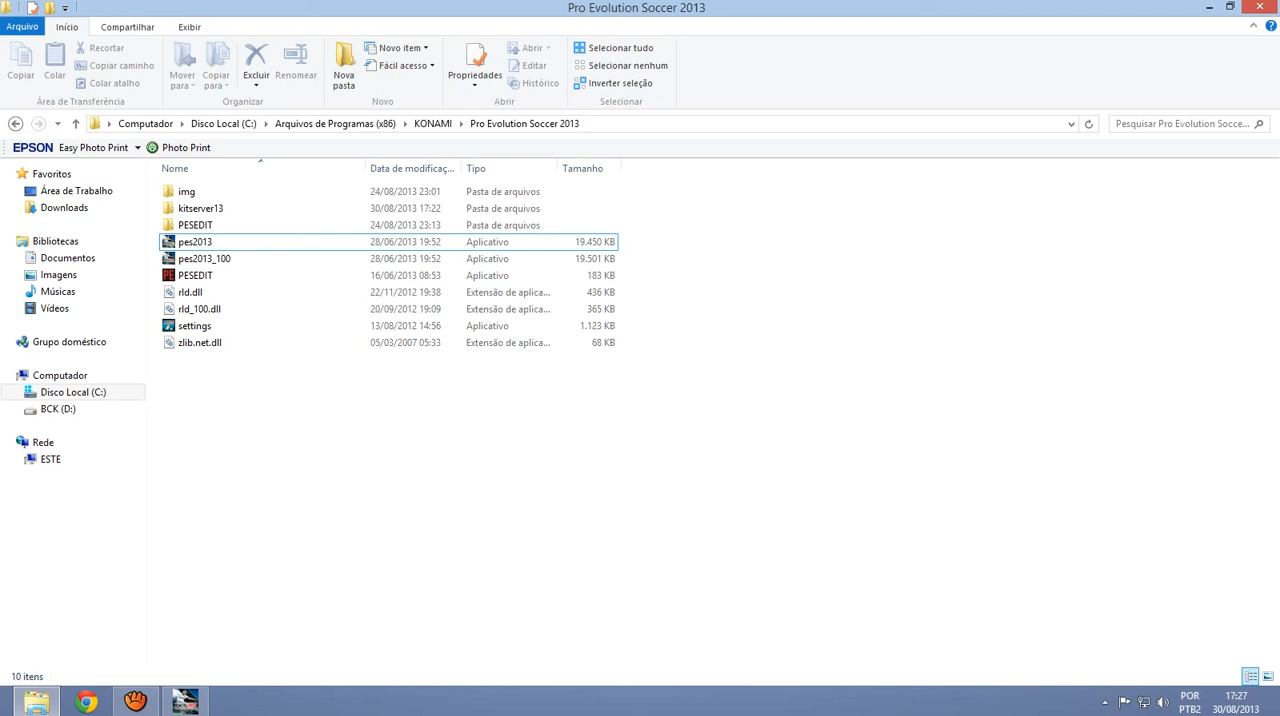 Pro Evolution Soccer 2013
Arquivo Início Compartilhar Exibir
Copiar
Colar
Recortar
Copiar caminho
Colar atalho
Área de Transferência
Mover para
Copiar para
Excluir
Renomear
Organizar
Nova pasta
Novo item
Fácil acesso
Novo
Propriedades
Abrir
Editar
Histórico
Abrir
Selecionar tudo
Selecionar nenhum
Inverter seleção
Selecionar
Computador Disco Local (C:) Arquivos de Programas (x86) KONAMI Pro Evolution Soccer 2013
Pesquisar Pro Evolution Socce...
EPSON Easy Photo Print Photo Print
Favoritos
Área de Trabalho
Downloads
Bibliotecas
Documentos
Imagens
Músicas
Vídeos
Grupo doméstico
Computador
Disco Local (C:)
BCK (D:)
Rede
ESTE
Nome Data de modificaç... Tipo Tamanho
img 24/08/2013 23:01 Pasta de arquivos
kitserver13 30/08/2013 17:22 Pasta de arquivos
PESEDIT 24/08/2013 23:13 Pasta de arquivos
pes2013 28/06/2013 19:52 Aplicativo 19.450 KB
pes2013_100 28/06/2013 19:52 Aplicativo 19.501 KB
PESEDIT 16/06/2013 08:53 Aplicativo 183 KB
rld.dll 22/11/2012 19:38 Extensão de aplica... 436 KB
rld_100.dll 20/09/2012 19:09 Extensão de aplica... 365 KB
settings 13/08/2012 14:56 Aplicativo 1.123 KB
zlib.net.dll 05/03/2007 05:33 Extensão de aplica... 68 KB
10 itens
POR
PTB2
17:27
30/08/2013